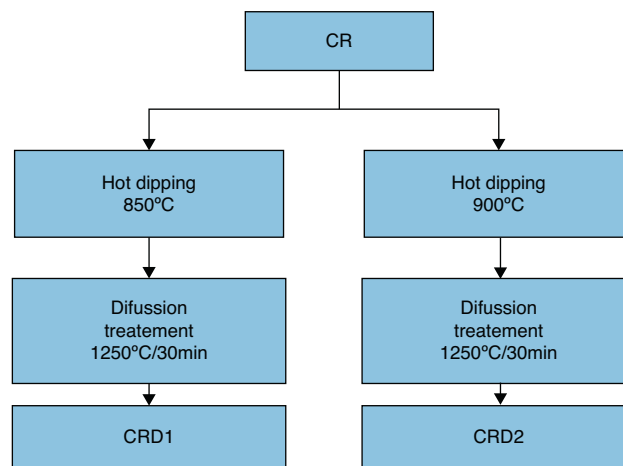 CR
Hot dipping
850ºC
Hot dipping
900ºC
Difussion
treatement
1250ºC/30min
Difussion
treatement
1250ºC/30min
CRD1
CRD2